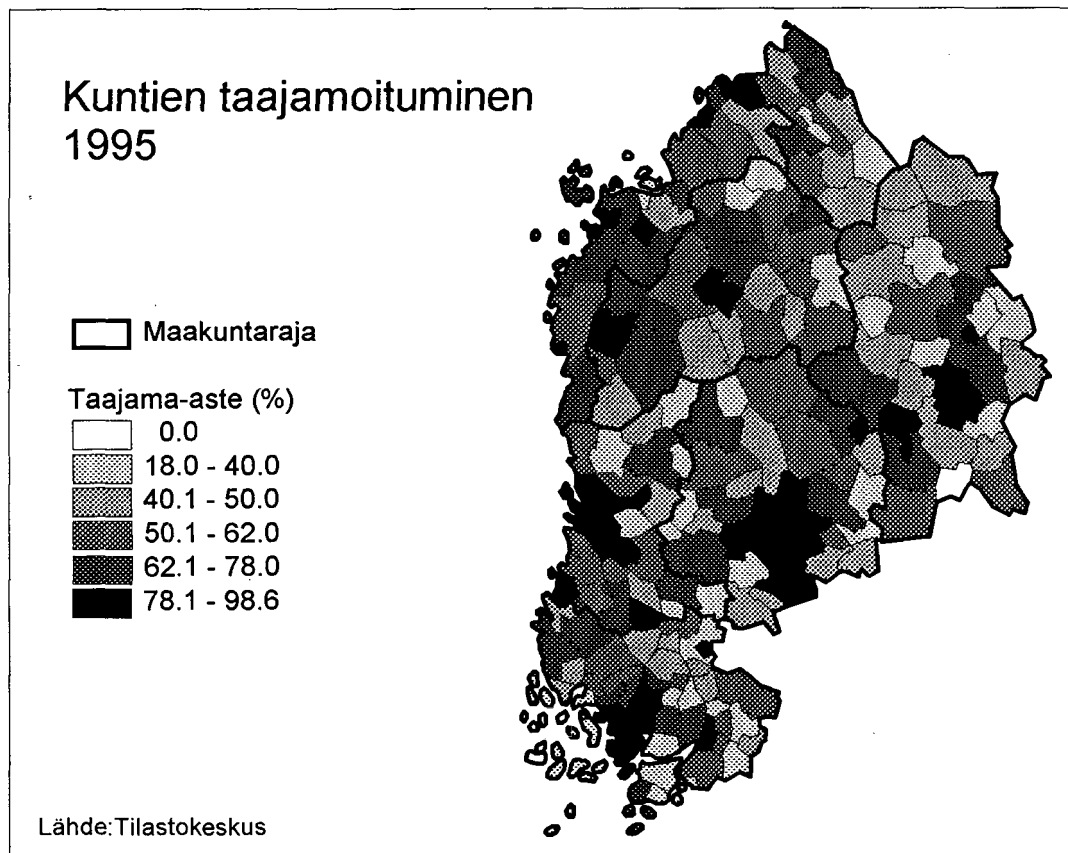 Kuntien taajamoituminen
1995
Maakuntaraja
Taajama-aste (%)
0.0
18.0 - 40.0
40.1 - 50.0
50.1 - 62.0
62.1 - 78.0
78.1 - 98.6
Lähde:Tilastokeskus